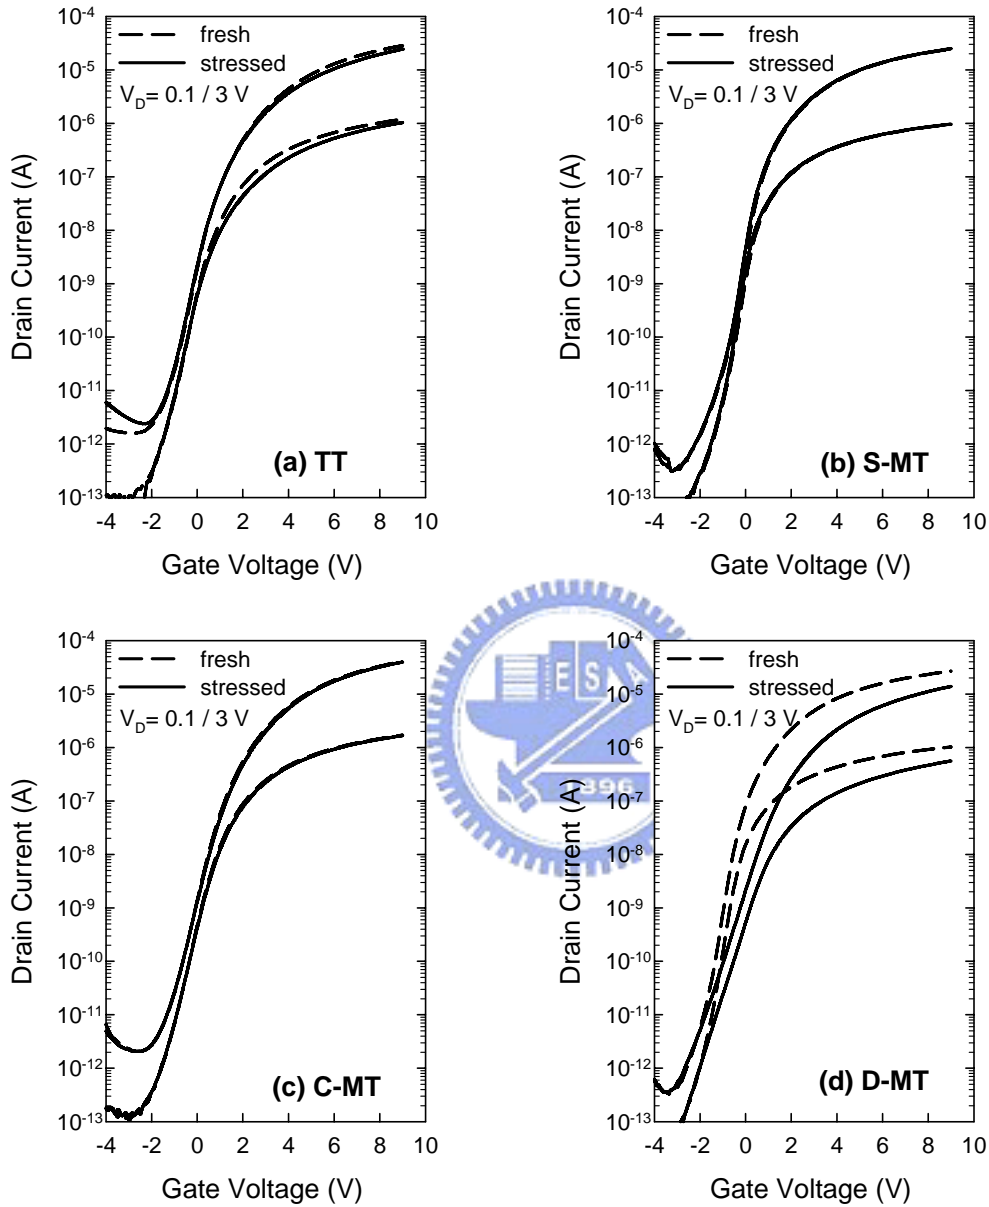 10-4
10-5
10-6
10-7
10-8
10-9
10-10
10-11
10-12
10-13
Drain Current (A)
fresh
stressed
VD= 0.1 / 3 V
(a) TT
-4 -2 0 2 4 6 8 10
Gate Voltage (V)
10-4
10-5
10-6
10-7
10-8
10-9
10-10
10-11
10-12
10-13
Drain Current (A)
fresh
stressed
VD= 0.1 / 3 V
(b) S-MT
-4 -2 0 2 4 6 8 10
Gate Voltage (V)
10-4
10-5
10-6
10-7
10-8
10-9
10-10
10-11
10-12
10-13
Drain Current (A)
fresh
stressed
VD= 0.1 / 3 V
(c) C-MT
-4 -2 0 2 4 6 8 10
Gate Voltage (V)
10-4
10-5
10-6
10-7
10-8
10-9
10-10
10-11
10-12
10-13
Drain Current (A)
fresh
stressed
VD= 0.1 / 3 V
(d) D-MT
-4 -2 0 2 4 6 8 10
Gate Voltage (V)
E S A
1896